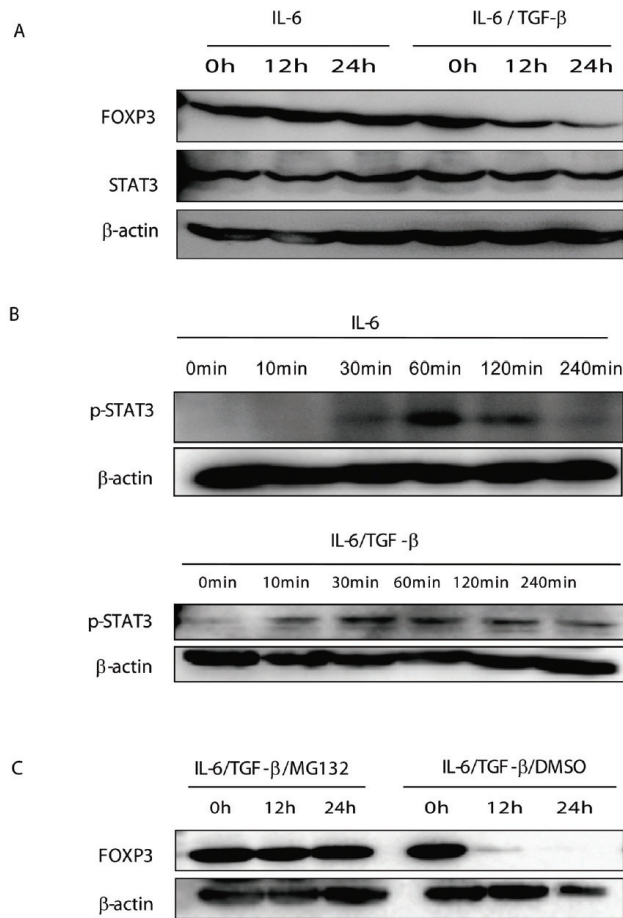 A
IL-6 IL-6 / TGF-β
0h 12h 24h 0h 12h 24h
FOXP3
STAT3
β-actin
B
IL-6
0min 10min 30min 60min 120min 240min
p-STAT3
β-actin
IL-6/TGF -β
0min 10min 30min 60min 120min 240min
p-STAT3
β-actin
C
IL-6/TGF-β/MG132 IL-6/TGF-β/DMSO
0h 12h 24h 0h 12h 24h
FOXP3
β-actin